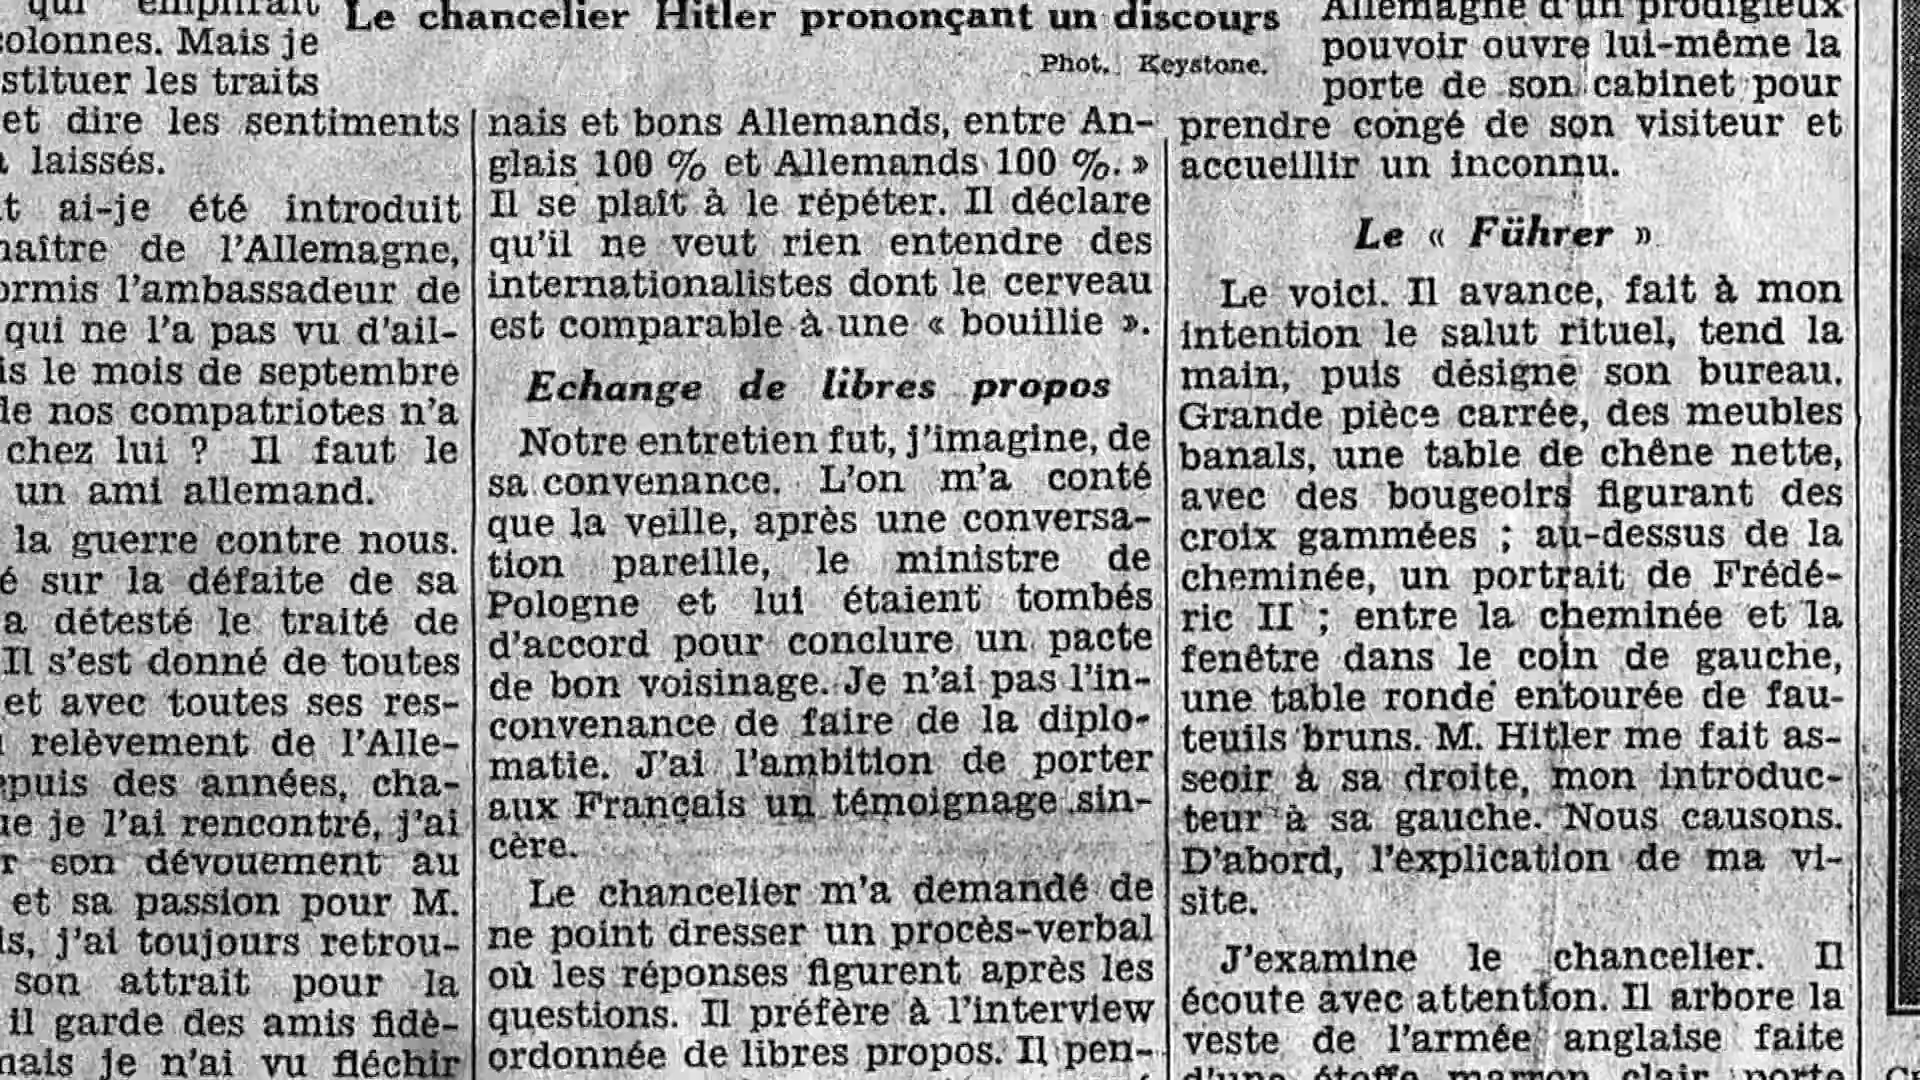 Le chancelier Hitler prononçant un discours
Phot. Keystone.
qui emplirait
colonnes. Mais je
stituer les traits
et dire les sentiments
laissés.
ai-je été introduit
maître de l'Allemagne,
ormis l'ambassadeur de
qui ne l'a pas vu d'ail-
is le mois de septembre
de nos compatriotes n'a
chez lui ? Il faut le
un ami allemand.
la guerre contre nous.
é sur la défaite de sa
a détesté le traité de
Il s'est donné de toutes
et avec toutes ses res-
relèvement de l'Alle-
epuis des années, cha-
ue je l'ai rencontré, j'ai
r son dévouement au
et sa passion pour M.
is, j'ai toujours retrou-
son attrait pour la
il garde des amis fidè-
mais je n'ai vu fléchir
nais et bons Allemands, entre An-
glais 100 % et Allemands 100 %. »
Il se plaît à le répéter. Il déclare
qu'il ne veut rien entendre des
internationalistes dont le cerveau
est comparable à une « bouillie ».
Echange de libres propos
Notre entretien fut, j'imagine, de
sa convenance. L'on m'a conté
que la veille, après une conversa-
tion pareille, le ministre de
Pologne et lui étaient tombés
d'accord pour conclure un pacte
de bon voisinage. Je n'ai pas l'in-
convenance de faire de la diplo-
matie. J'ai l'ambition de porter
aux Français un témoignage sin-
cère.
Le chancelier m'a demandé de
ne point dresser un procès-verbal
où les réponses figurent après les
questions. Il préfère à l'interview
ordonnée de libres propos. Il pen-
Allemagne d'un prodigieux
pouvoir ouvre lui-même la
porte de son cabinet pour
prendre congé de son visiteur et
accueillir un inconnu.
Le « Führer »
Le voici. Il avance, fait à mon
intention le salut rituel, tend la
main, puis désigne son bureau.
Grande pièce carrée, des meubles
banals, une table de chêne nette,
avec des bougeoirs figurant des
croix gammées ; au-dessus de la
cheminée, un portrait de Frédé-
ric II ; entre la cheminée et la
fenêtre dans le coin de gauche,
une table ronde entourée de fau-
teuils bruns. M. Hitler me fait as-
seoir à sa droite, mon introduc-
teur à sa gauche. Nous causons.
D'abord, l'explication de ma vi-
site.
J'examine le chancelier. Il
écoute avec attention. Il arbore la
veste de l'armée anglaise faite
d'une étoffe marron clair, porte